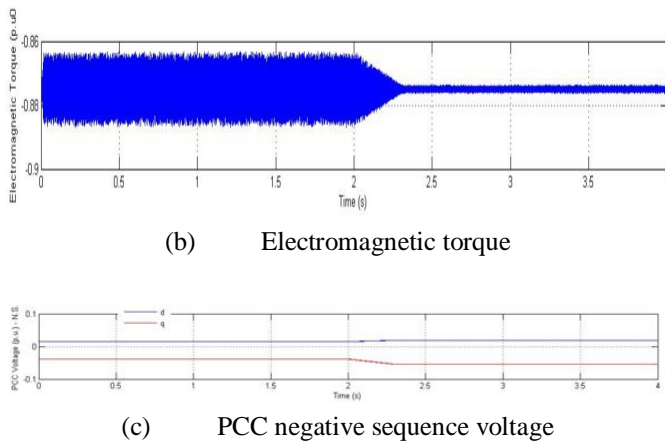 Electromagnetic Torque (p.u0
-0.86
-0.88
-0.9
0 0.5 1 1.5 2 2.5 3 3.5
Time (s)
(b) Electromagnetic torque
PCC Voltage (p.u.) - N.S.
0.1
0
-0.1
d
q
0 0.5 1 1.5 2 2.5 3 3.5 4
Time (s)
(c) PCC negative sequence voltage